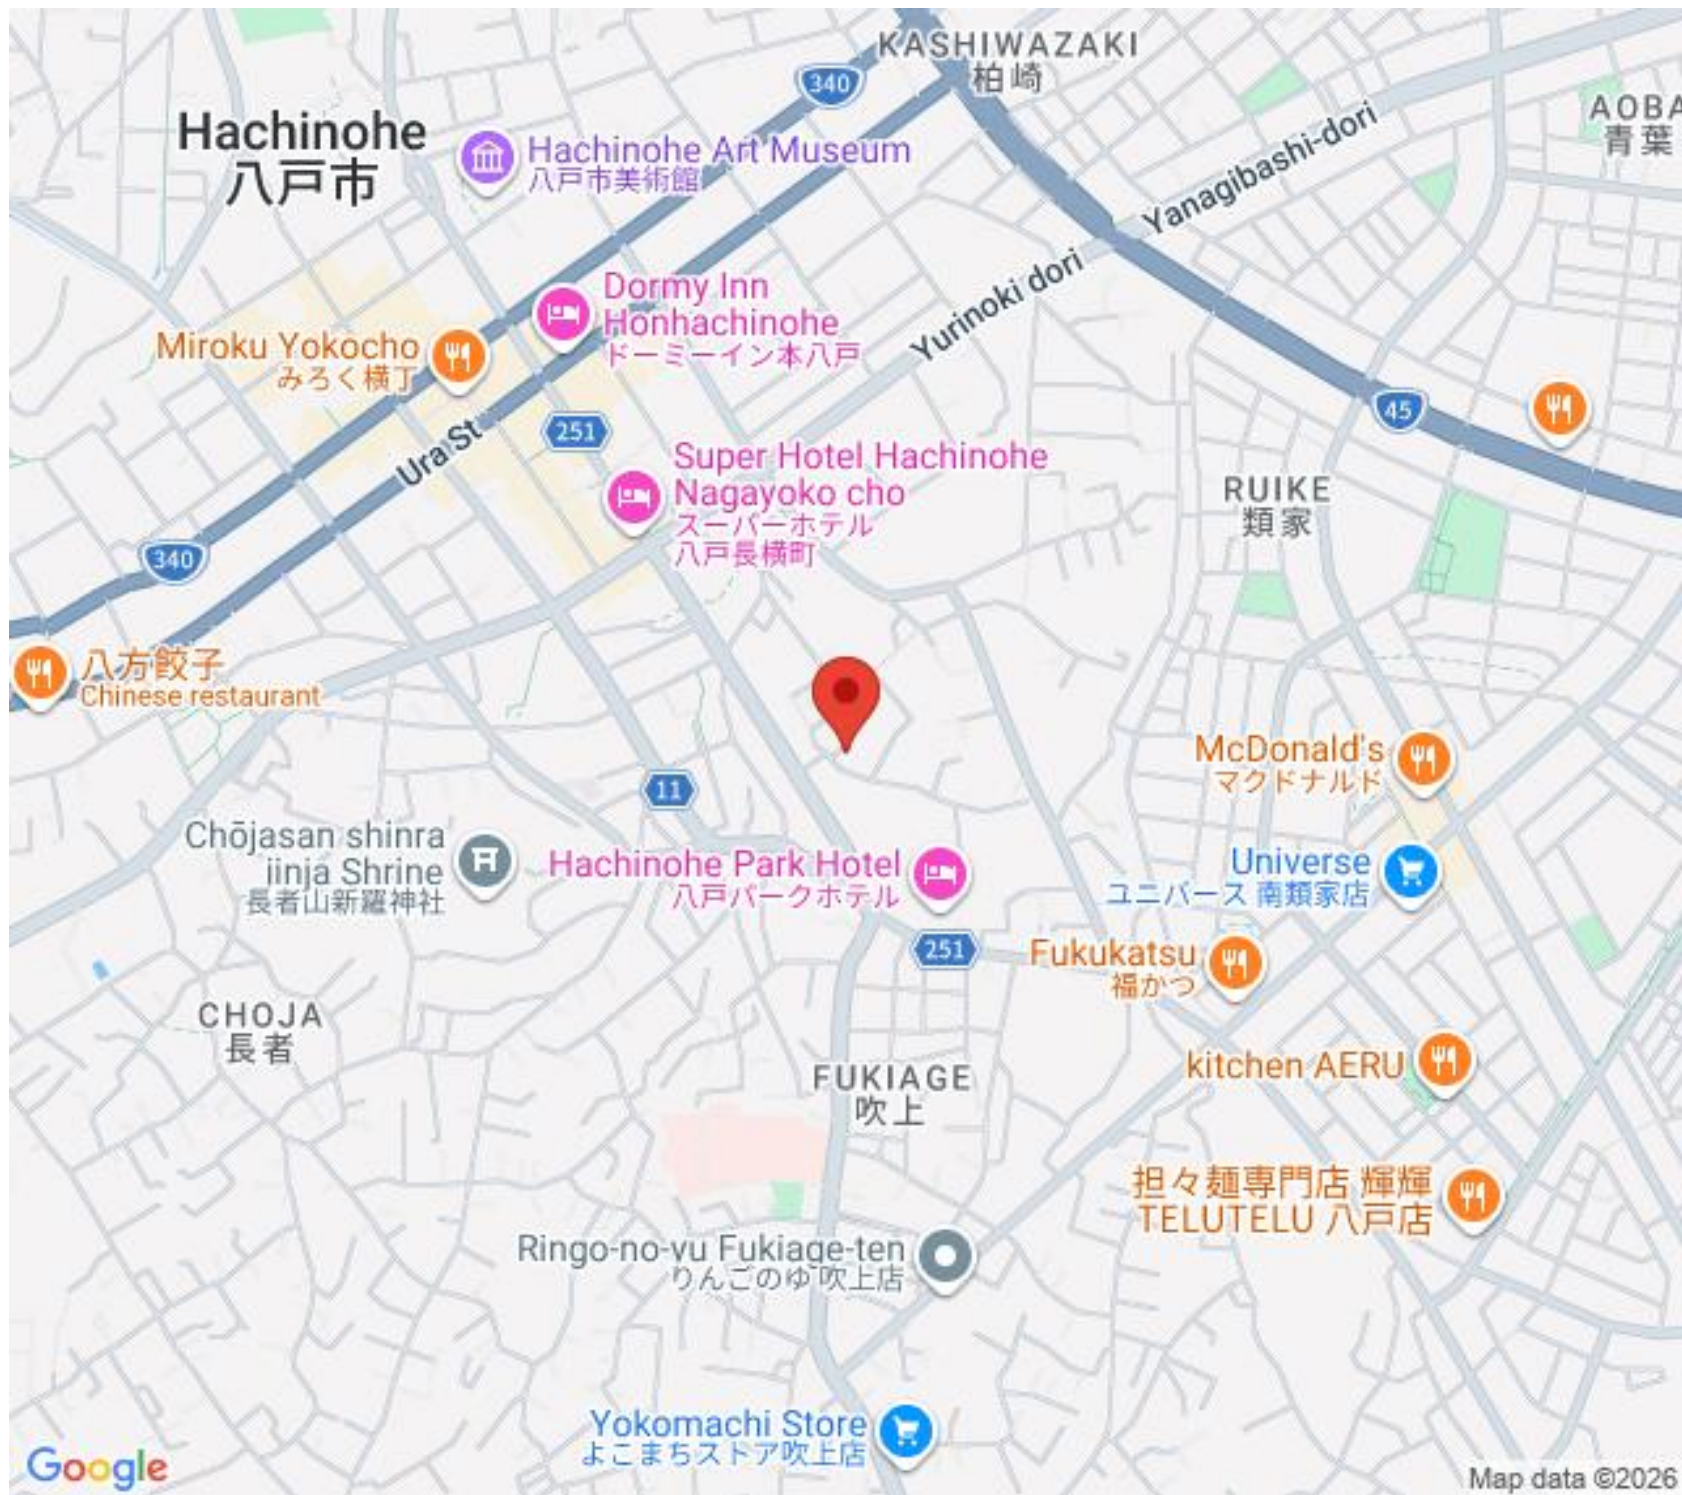 KASHIWAZAKI
柏崎
340
AOBA
青葉
Hachinohe
八戸市
Hachinohe Art Museum
八戸市美術館
Yanagibashi-dori
Yurinoki dori
Dormy Inn
Honhachinohe
ドーミーイン本八戸
Miroku Yokocho
みろく横丁
45
251
Ura St
Super Hotel Hachinohe
Nagayoko cho
スーパーホテル
八戸長横町
RUIKE
類家
340
八方餃子
Chinese restaurant
McDonald's
マクドナルド
11
Chōjasan shinra
jinja Shrine
長者山新羅神社
Hachinohe Park Hotel
八戸パークホテル
Universe
ユニバース 南類家店
251
Fukukatsu
福かつ
CHOJA
長者
kitchen AERU
FUKIAGE
吹上
担々麺専門店 輝輝
TELUTELU 八戸店
Ringo-no-yu Fukiage-ten
りんごのゆ 吹上店
Yokomachi Store
よこまちストア吹上店
Google
Map data ©2026